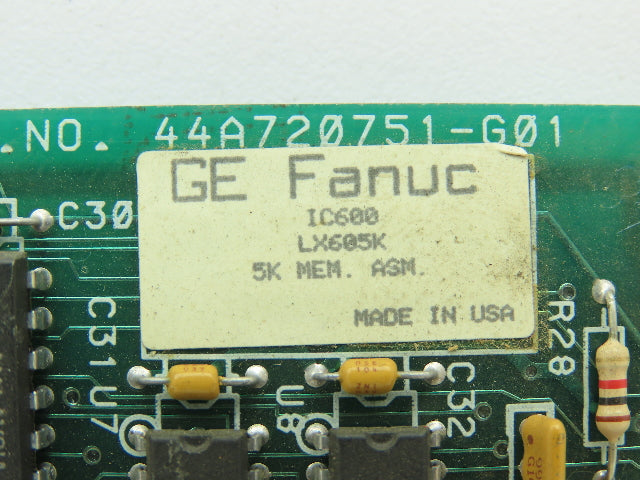 .NO. 44A720751-G01
GE Fanuc
IC600
LX605K
5K MEM. ASM.
MADE IN USA
C30
C31
U7
U8
C32
R28